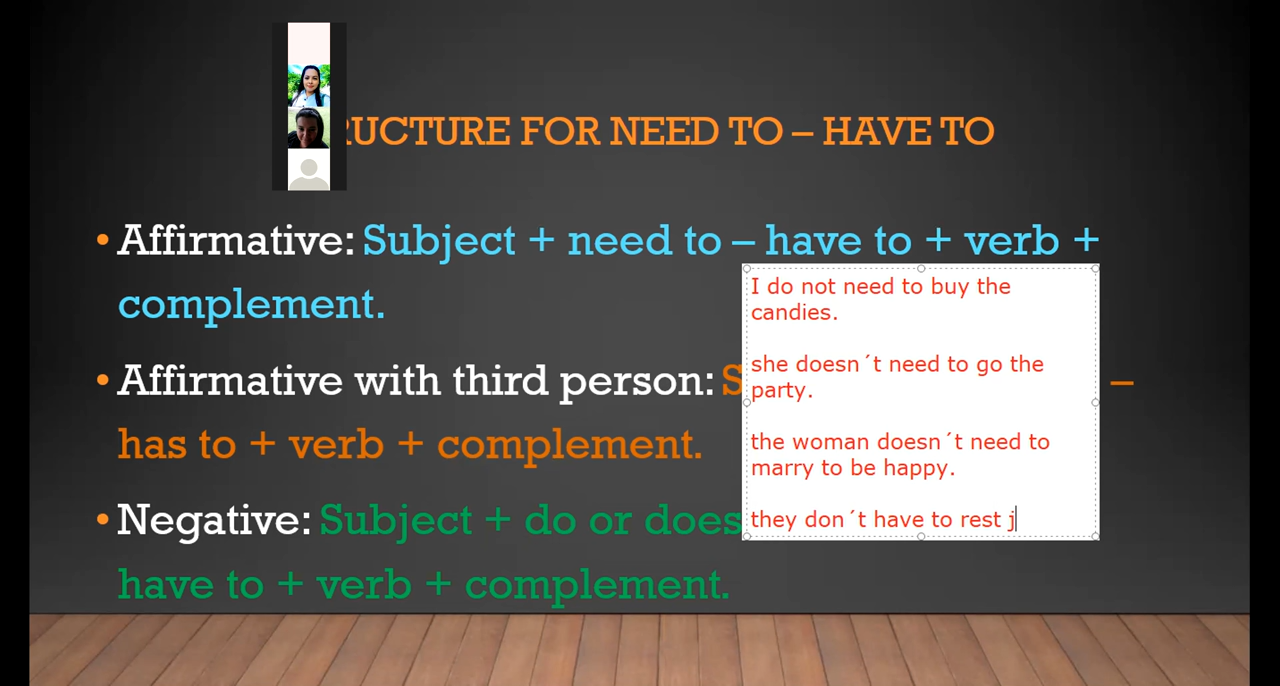 RUCTURE FOR NEED TO – HAVE TO
• Affirmative: Subject + need to – have to + verb +
complement.
• Affirmative with third person: S –
has to + verb + complement.
• Negative: Subject + do or does
have to + verb + complement.
I do not need to buy the
candies.
she doesn´t need to go the
party.
the woman doesn´t need to
marry to be happy.
they don´t have to rest j